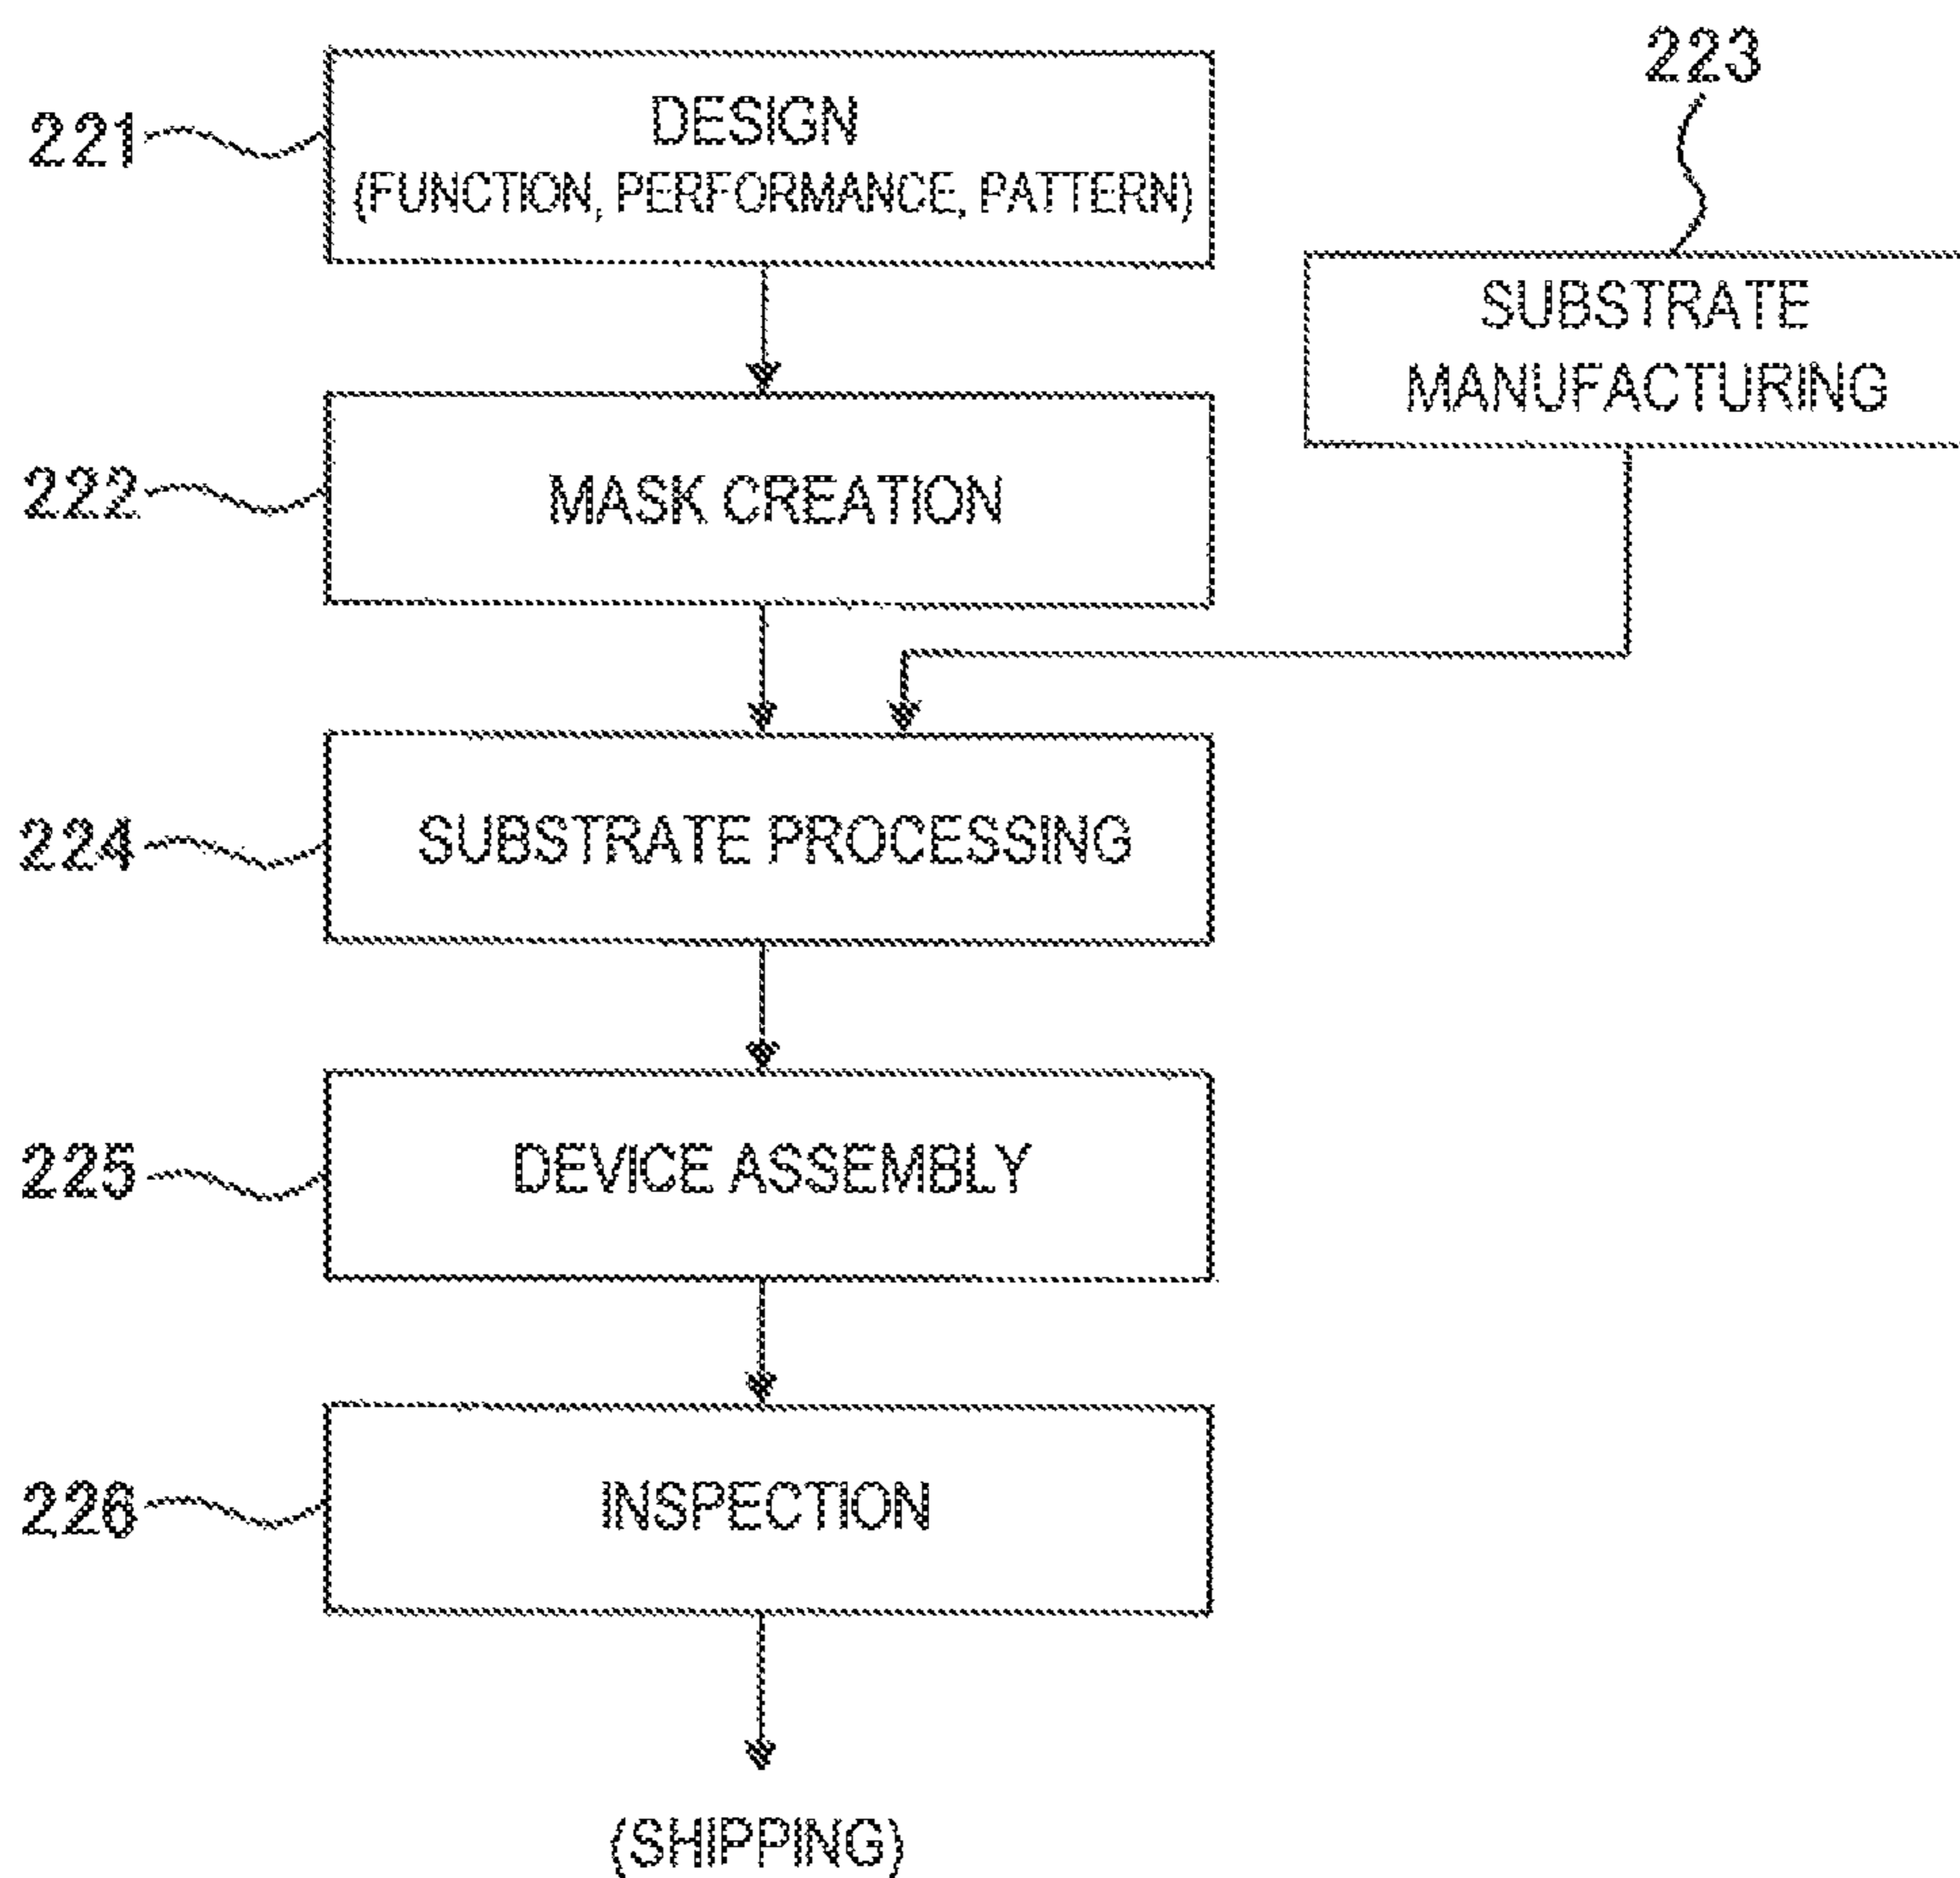 223
221
DESIGN
(FUNCTION, PERFORMANCE, PATTERN)
SUBSTRATE
MANUFACTURING
222
MASK CREATION
224
SUBSTRATE PROCESSING
225
DEVICE ASSEMBLY
226
INSPECTION
(SHIPPING)